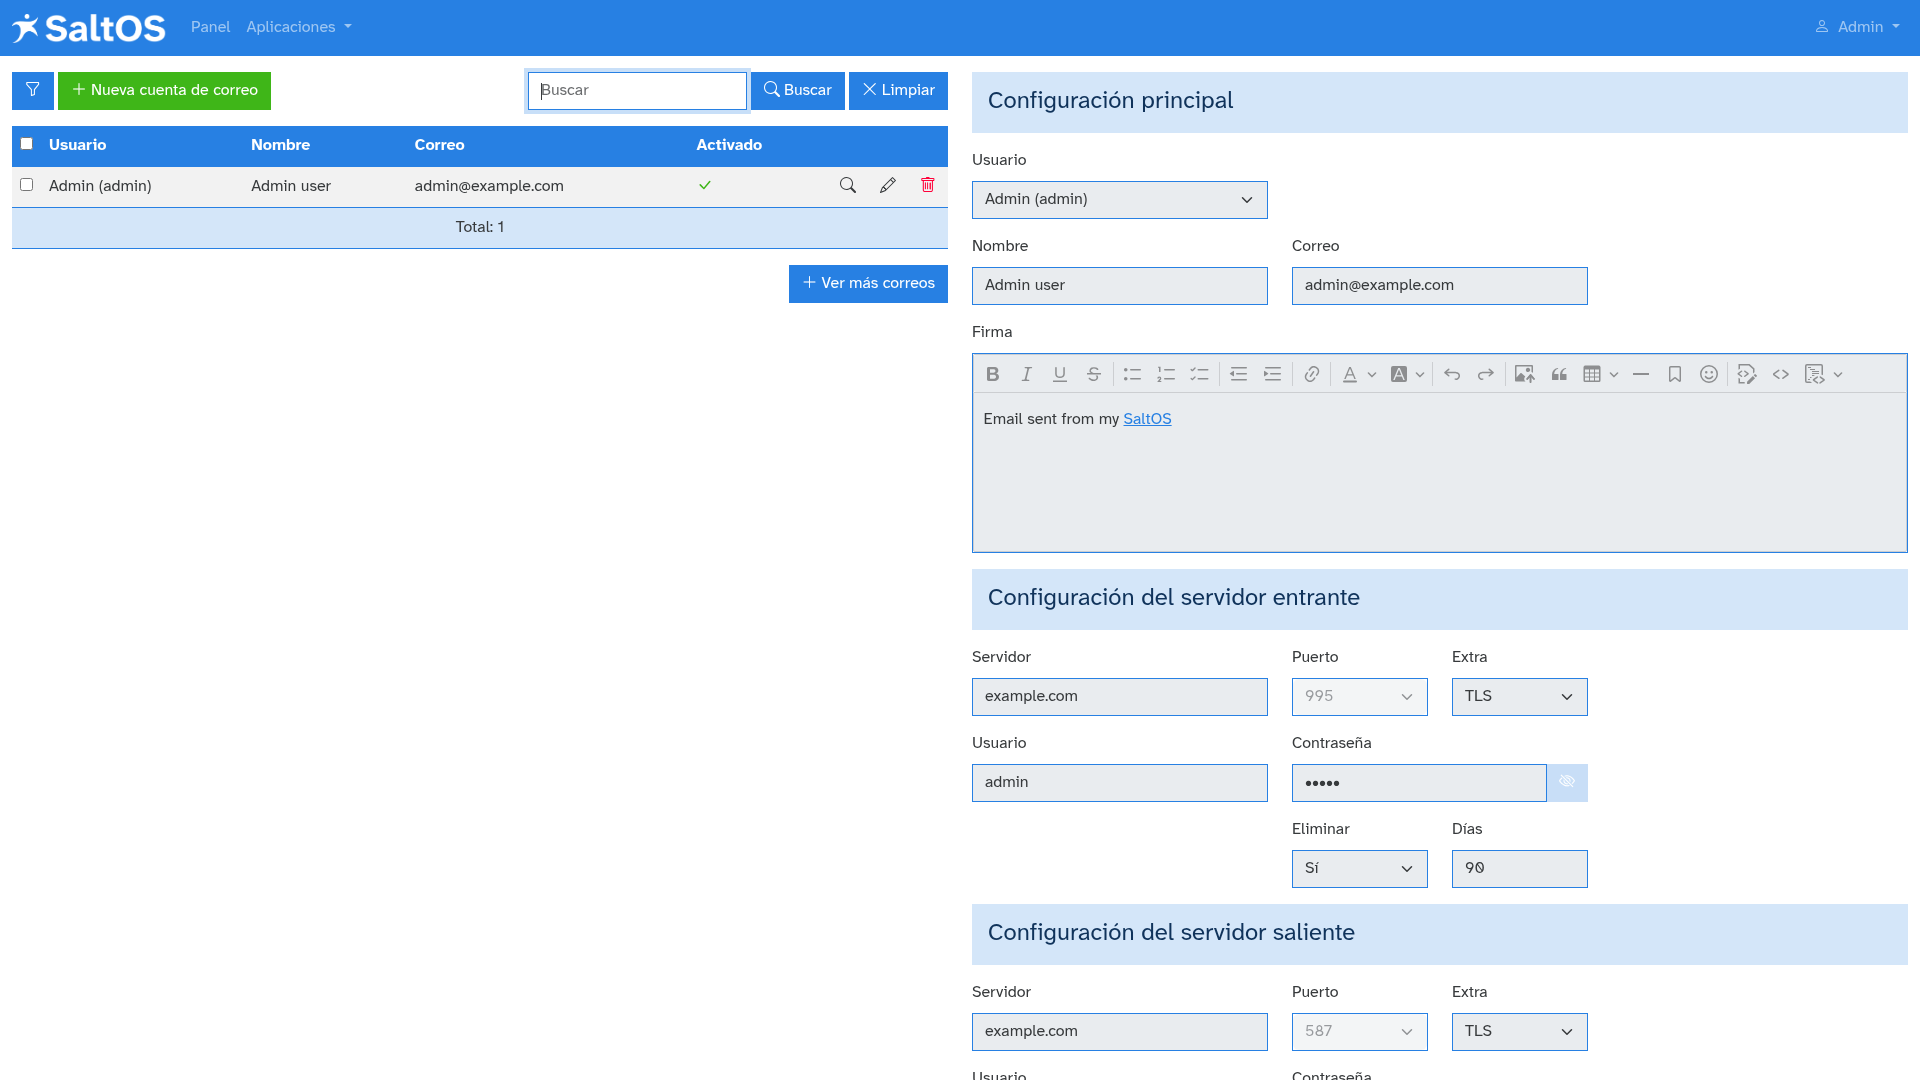 SaltOS Panel Aplicaciones Admin
Nueva cuenta de correo Buscar Buscar Limpiar
Usuario Nombre Correo Activado
Admin (admin) Admin user admin@example.com
Total: 1
Ver más correos
Configuración principal
Usuario
Admin (admin)
Nombre Correo
Admin user admin@example.com
Firma
Email sent from my SaltOS
Configuración del servidor entrante
Servidor Puerto Extra
example.com 995 TLS
Usuario Contraseña
admin •••••
Eliminar Días
Sí 90
Configuración del servidor saliente
Servidor Puerto Extra
example.com 587 TLS
Usuario Contraseña